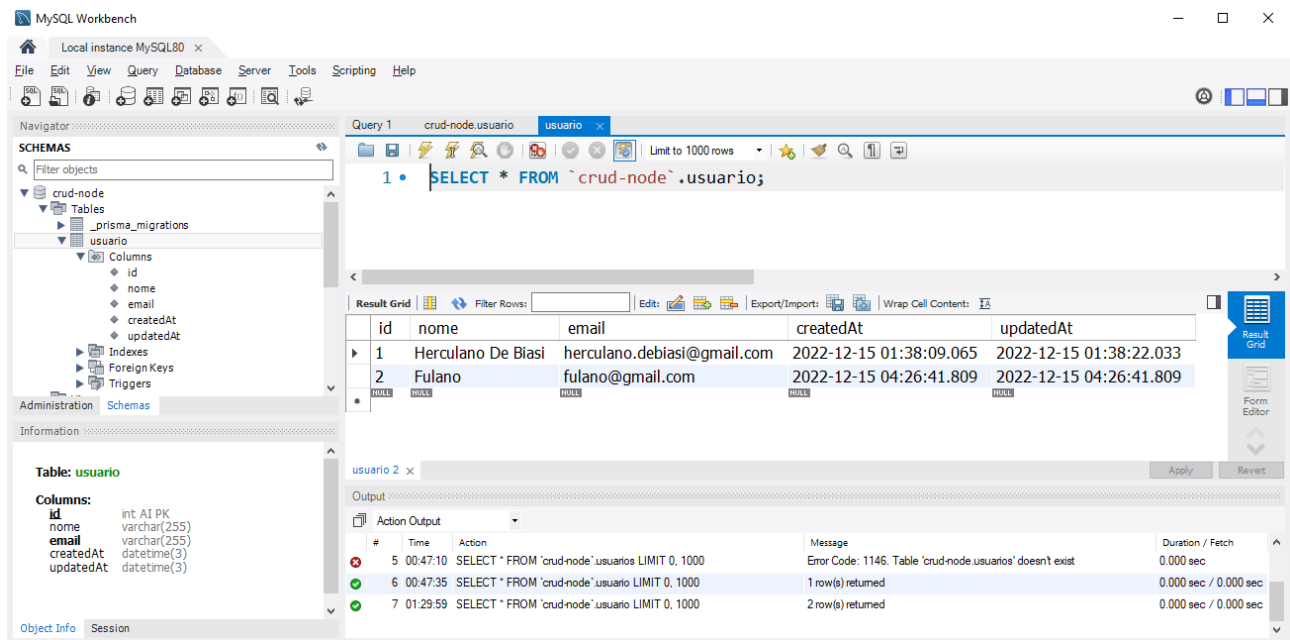 MySQL Workbench
Local instance MySQL80
File Edit View Query Database Server Tools Scripting Help
Navigator
SCHEMAS
Filter objects
crud-node
Tables
_prisma_migrations
usuario
Columns
id
nome
email
createdAt
updatedAt
Indexes
Foreign Keys
Triggers
Administration Schemas
Information
Table: usuario
Columns:
id int AI PK
nome varchar(255)
email varchar(255)
createdAt datetime(3)
updatedAt datetime(3)
Object Info Session
Query 1 crud-node.usuario usuario
Limit to 1000 rows
1 SELECT * FROM `crud-node`.usuario;
Result Grid Filter Rows: Edit: Export/Import: Wrap Cell Content:
id nome email createdAt updatedAt
1 Herculano De Biasi herculano.debiasi@gmail.com 2022-12-15 01:38:09.065 2022-12-15 01:38:22.033
2 Fulano fulano@gmail.com 2022-12-15 04:26:41.809 2022-12-15 04:26:41.809
NULL NULL NULL NULL NULL
Result
Grid
Form
Editor
usuario 2
Apply Revert
Output
Action Output
# Time Action Message Duration / Fetch
5 00:47:10 SELECT * FROM `crud-node`.usuarios LIMIT 0, 1000 Error Code: 1146. Table 'crud-node.usuarios' doesn't exist 0.000 sec
6 00:47:35 SELECT * FROM `crud-node`.usuario LIMIT 0, 1000 1 row(s) returned 0.000 sec / 0.000 sec
7 01:29:59 SELECT * FROM `crud-node`.usuario LIMIT 0, 1000 2 row(s) returned 0.000 sec / 0.000 sec